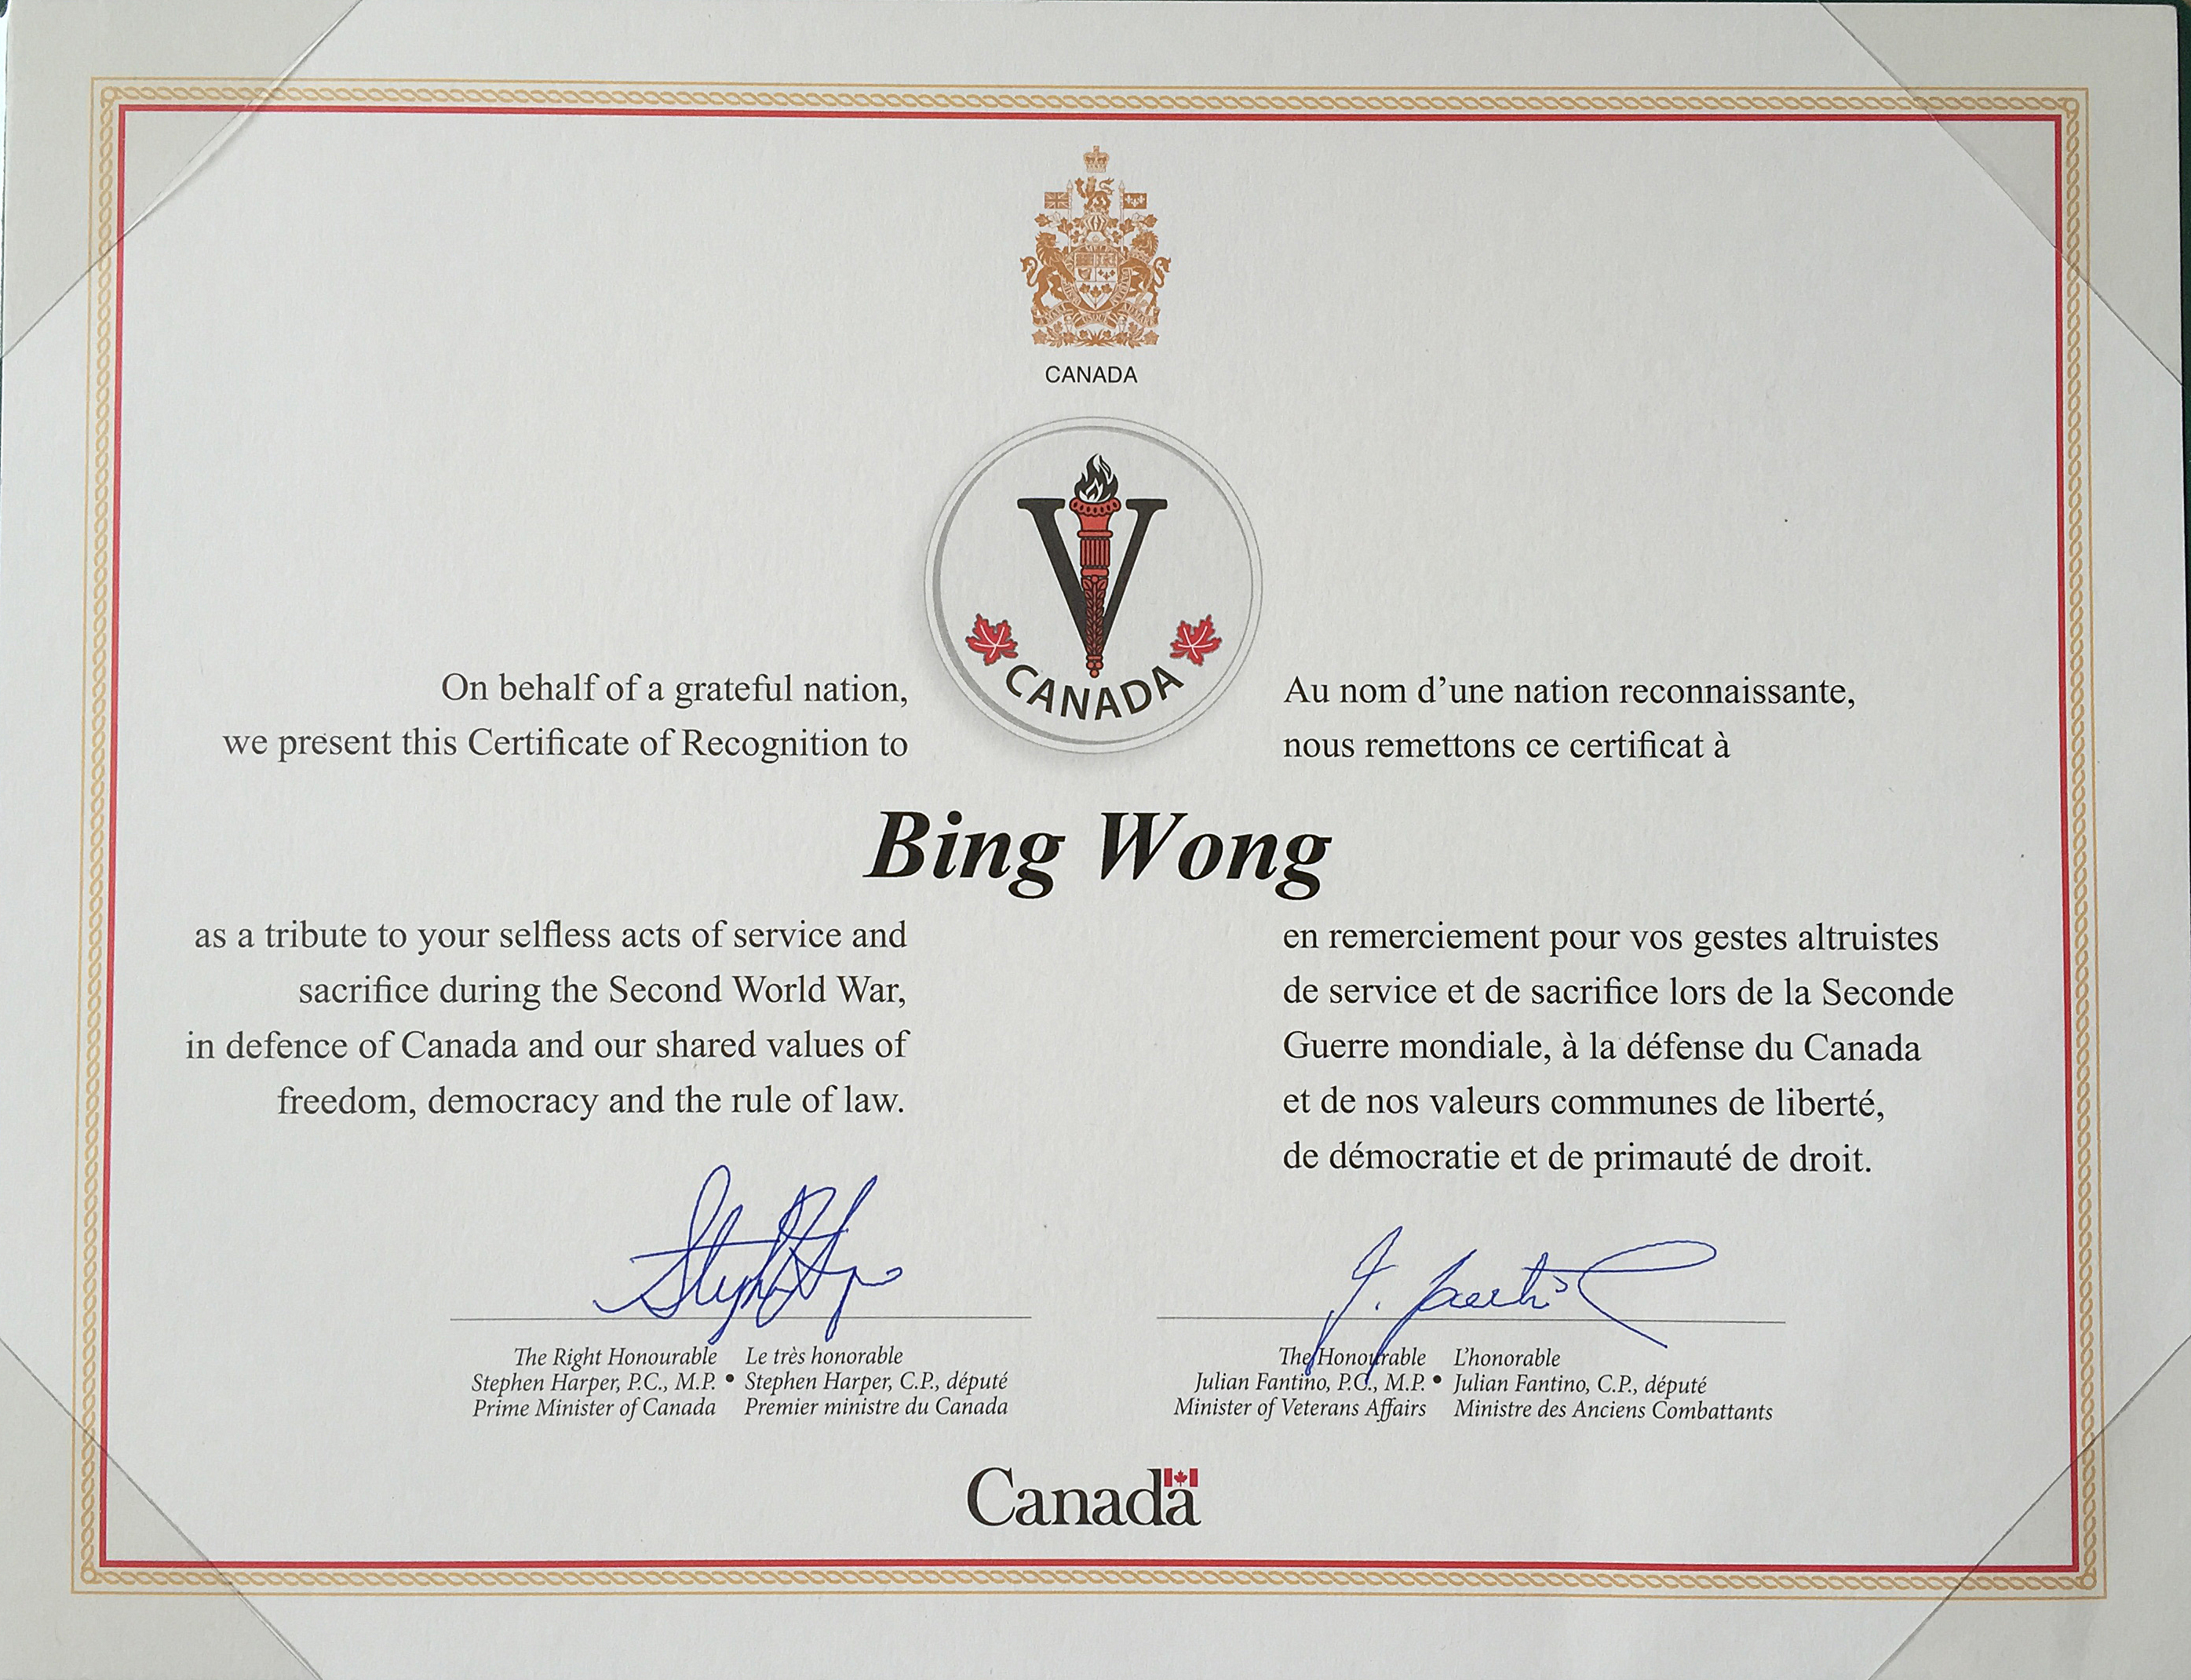 CANADA
V
CANADA
On behalf of a grateful nation,
we present this Certificate of Recognition to
Au nom d’une nation reconnaissante,
nous remettons ce certificat à
Bing Wong
as a tribute to your selfless acts of service and
sacrifice during the Second World War,
in defence of Canada and our shared values of
freedom, democracy and the rule of law.
en remerciement pour vos gestes altruistes
de service et de sacrifice lors de la Seconde
Guerre mondiale, à la défense du Canada
et de nos valeurs communes de liberté,
de démocratie et de primauté de droit.
The Right Honourable
Stephen Harper, P.C., M.P. •
Prime Minister of Canada
Le très honorable
Stephen Harper, C.P., député
Premier ministre du Canada
The Honourable
Julian Fantino, P.C., M.P. •
Minister of Veterans Affairs
L’honorable
Julian Fantino, C.P., député
Ministre des Anciens Combattants
Canada